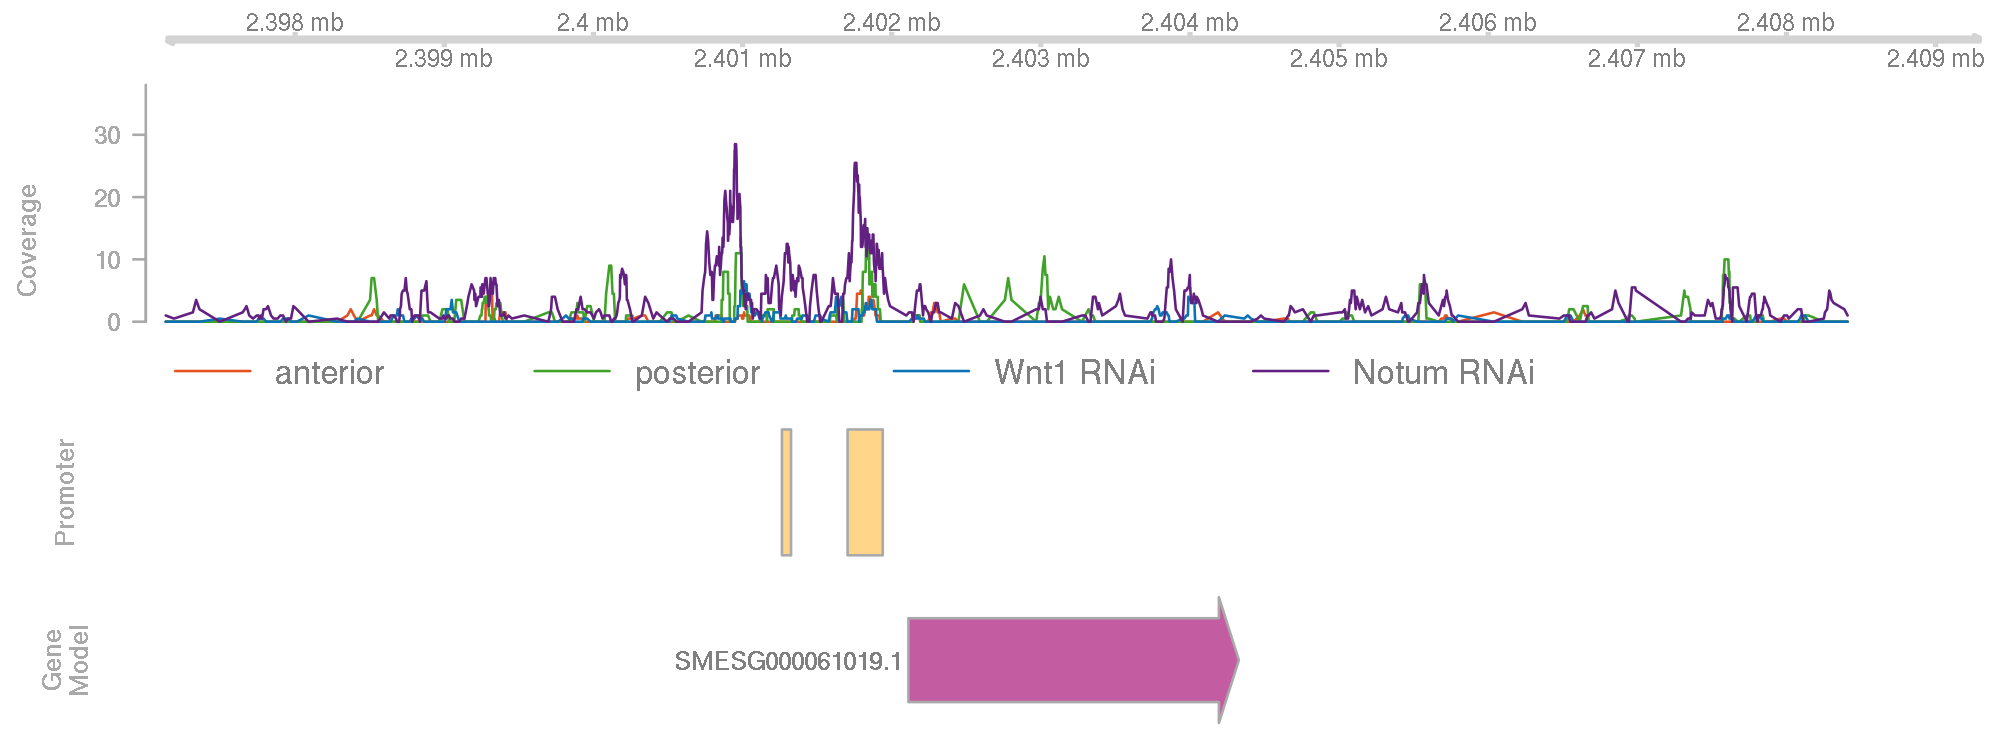 2.398 mb 2.4 mb 2.402 mb 2.404 mb 2.406 mb 2.408 mb
2.399 mb 2.401 mb 2.403 mb 2.405 mb 2.407 mb 2.409 mb
Coverage
30
20
10
0
anterior posterior Wnt1 RNAi Notum RNAi
Promoter
Gene
Model
SMESG000061019.1